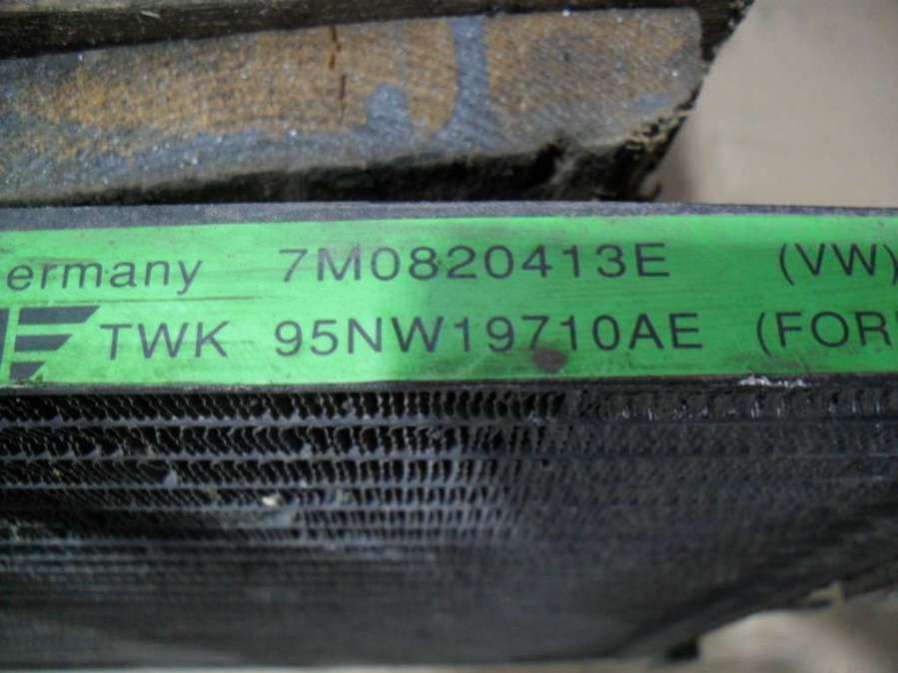 ermany 7M0820413E (VW)
TWK 95NW19710AE (FOR